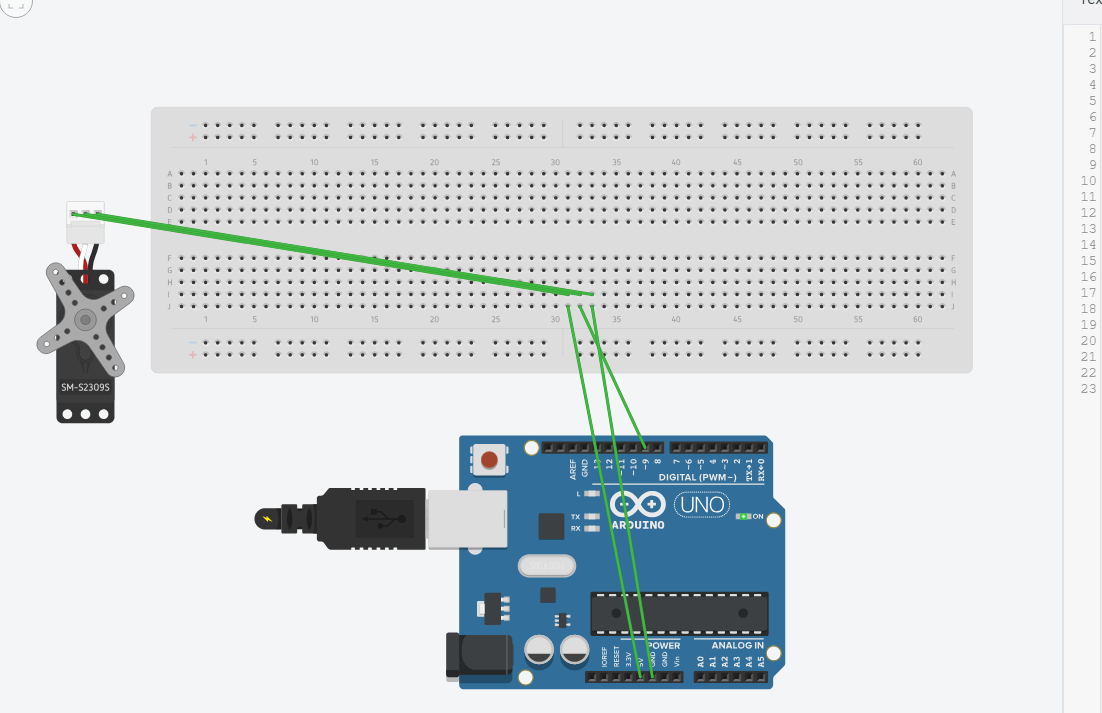 Tex
1 5 10 15 20 25 30 35 40 45 50 55 60
A A
B B
C C
D D
E E
F F
G G
H H
I I
J J
1 5 10 15 20 25 30 35 40 45 50 55 60
SM-S2309S
AREF
GND
13
12
~11
~10
~9
8
7
~6
~5
4
~3
2
TX→1
RX←0
DIGITAL (PWM~)
L
TX
RX
ARDUINO
UNO
ON
POWER
ANALOG IN
IOREF
RESET
3.3V
5V
GND
GND
Vin
A0
A1
A2
A3
A4
A5
1
2
3
4
5
6
7
8
9
10
11
12
13
14
15
16
17
18
19
20
21
22
23